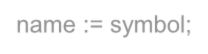 name := symbol;